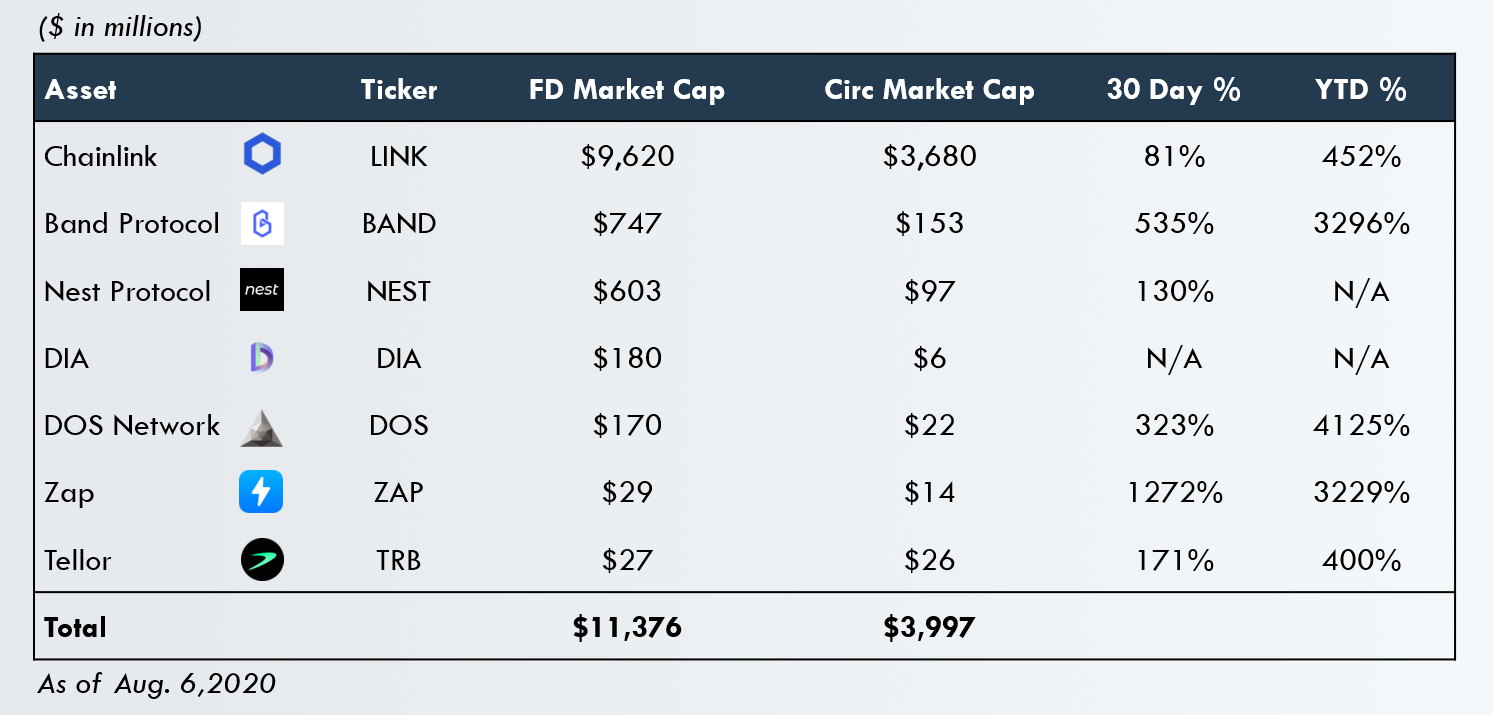 ($ in millions)
Asset Ticker FD Market Cap Circ Market Cap 30 Day % YTD %
Chainlink LINK $9,620 $3,680 81% 452%
Band Protocol BAND $747 $153 535% 3296%
Nest Protocol nest NEST $603 $97 130% N/A
DIA DIA $180 $6 N/A N/A
DOS Network DOS $170 $22 323% 4125%
Zap ZAP $29 $14 1272% 3229%
Tellor TRB $27 $26 171% 400%
Total $11,376 $3,997
As of Aug. 6,2020